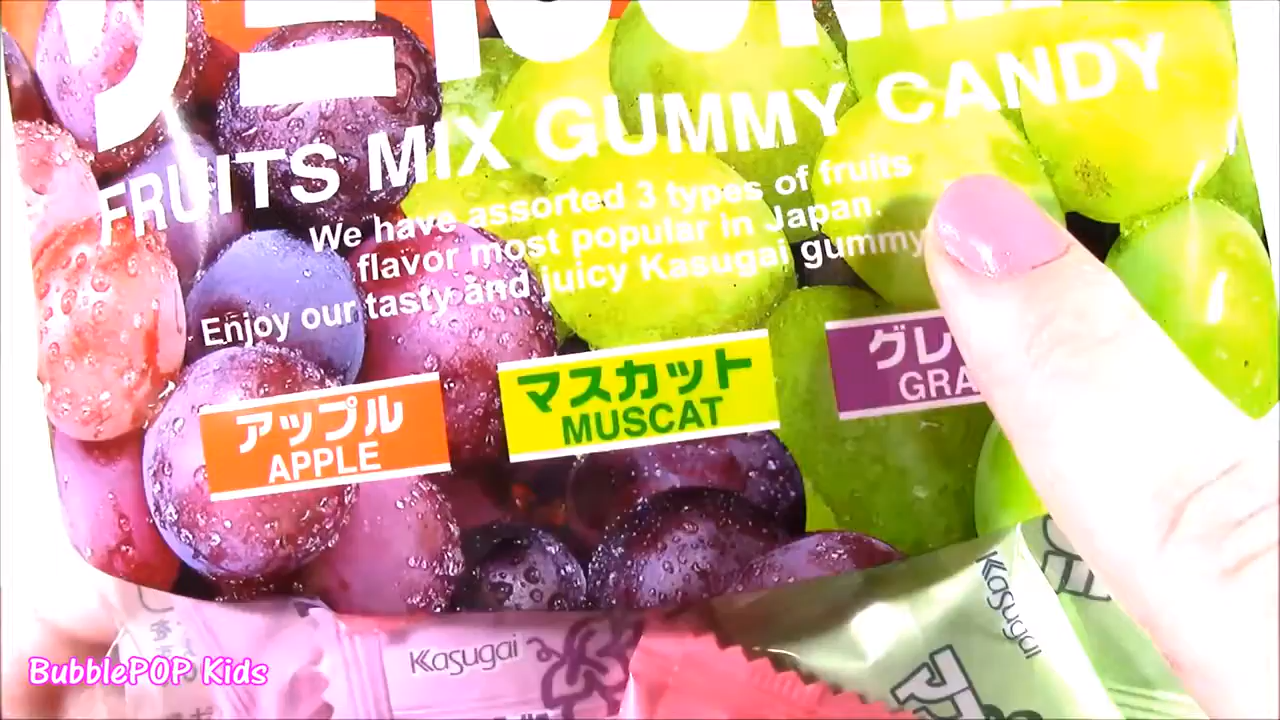 FRUITS MIX GUMMY CANDY
We have assorted 3 types of fruits
flavor most popular in Japan.
Enjoy our tasty and juicy Kasugai gummy
アップル
APPLE
マスカット
MUSCAT
グレ
GRA
Kasugai
Kasugai
BubblePOP Kids